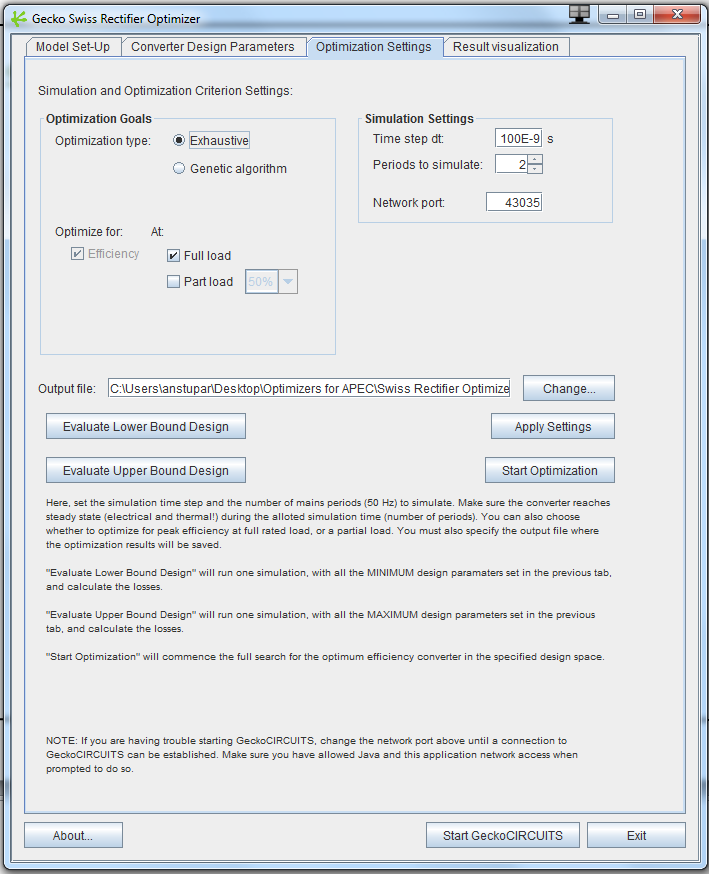 Gecko Swiss Rectifier Optimizer
Model Set-Up
Converter Design Parameters
Optimization Settings
Result visualization
Simulation and Optimization Criterion Settings:
Optimization Goals
Optimization type:
Exhaustive
Genetic algorithm
Optimize for:
At:
Efficiency
Full load
Part load
50%
Simulation Settings
Time step dt:
100E-9
s
Periods to simulate:
2
Network port:
43035
Output file:
C:\Users\anstupar\Desktop\Optimizers for APEC\Swiss Rectifier Optimize
Change...
Evaluate Lower Bound Design
Apply Settings
Evaluate Upper Bound Design
Start Optimization
Here, set the simulation time step and the number of mains periods (50 Hz) to simulate. Make sure the converter reaches
steady state (electrical and thermal!) during the alloted simulation time (number of periods). You can also choose
whether to optimize for peak efficiency at full rated load, or a partial load. You must also specify the output file where
the optimization results will be saved.
"Evaluate Lower Bound Design" will run one simulation, with all the MINIMUM design paramaters set in the previous tab,
and calculate the losses.
"Evaluate Upper Bound Design" will run one simulation, with all the MAXIMUM design parameters set in the previous
tab, and calculate the losses.
"Start Optimization" will commence the full search for the optimum efficiency converter in the specified design space.
NOTE: If you are having trouble starting GeckoCIRCUITS, change the network port above until a connection to
GeckoCIRCUITS can be established. Make sure you have allowed Java and this application network access when
prompted to do so.
About...
Start GeckoCIRCUITS
Exit